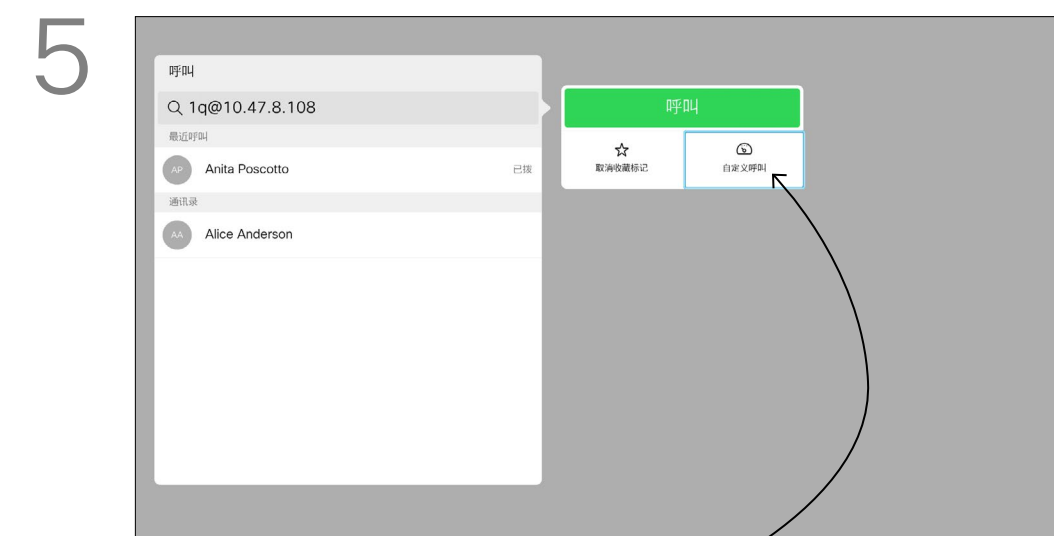 5
呼叫
1q@10.47.8.108
最近呼叫
AP Anita Poscotto 已拨
通讯录
AA Alice Anderson
呼叫
取消收藏标记 自定义呼叫